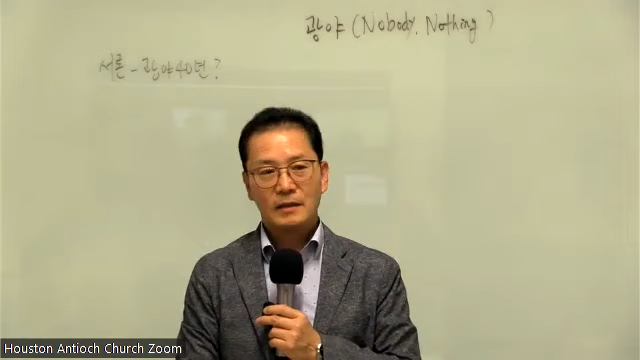 광야 (Nobody, Nothing)
서론 - 광야 40년?
Houston Antioch Church Zoom